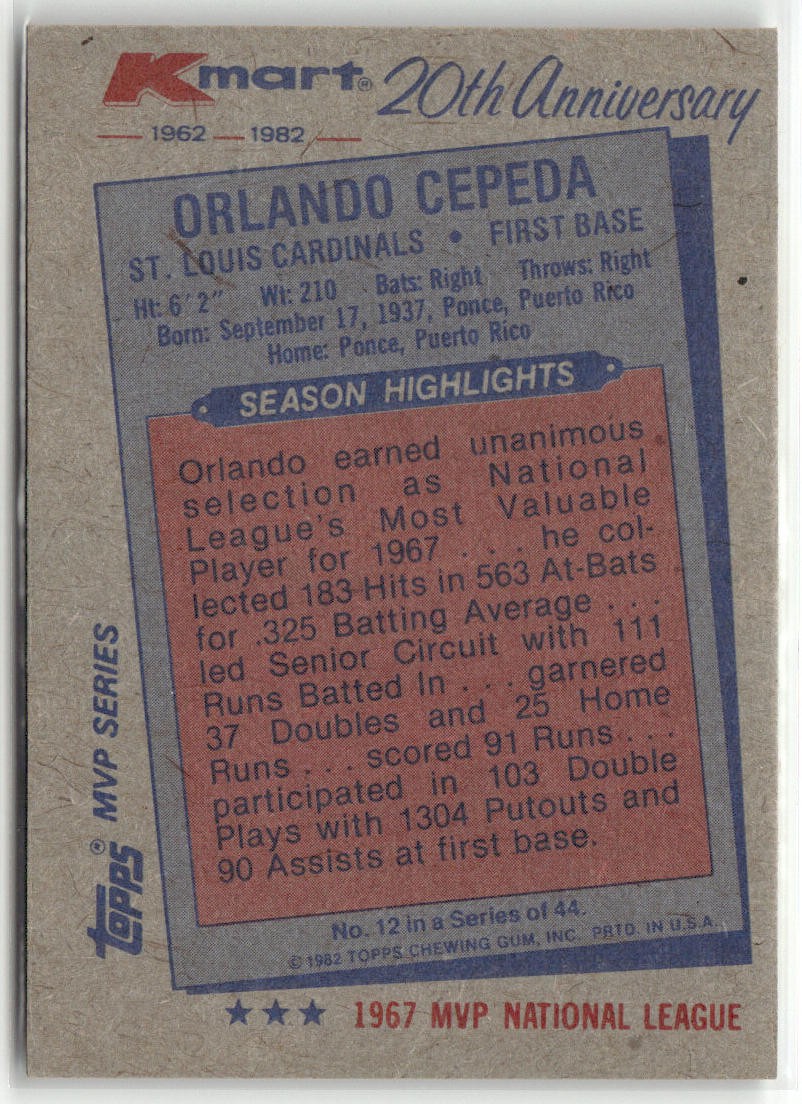 Kmart® 20th Anniversary
1962 1982
ORLANDO CEPEDA
ST. LOUIS CARDINALS • FIRST BASE
Ht: 6' 2" Wt: 210 Bats: Right Throws: Right
Born: September 17, 1937, Ponce, Puerto Rico
Home: Ponce, Puerto Rico
SEASON HIGHLIGHTS
Orlando earned unanimous
selection as National
League's Most Valuable
Player for 1967 . . . he col-
lected 183 Hits in 563 At-Bats
for .325 Batting Average . . .
led Senior Circuit with 111
Runs Batted In . . . garnered
37 Doubles and 25 Home
Runs . . . scored 91 Runs . . .
participated in 103 Double
Plays with 1304 Putouts and
90 Assists at first base.
No. 12 in a Series of 44.
© 1982 TOPPS CHEWING GUM, INC. PRTD. IN U.S.A.
TOPPS® MVP SERIES
★★★ 1967 MVP NATIONAL LEAGUE